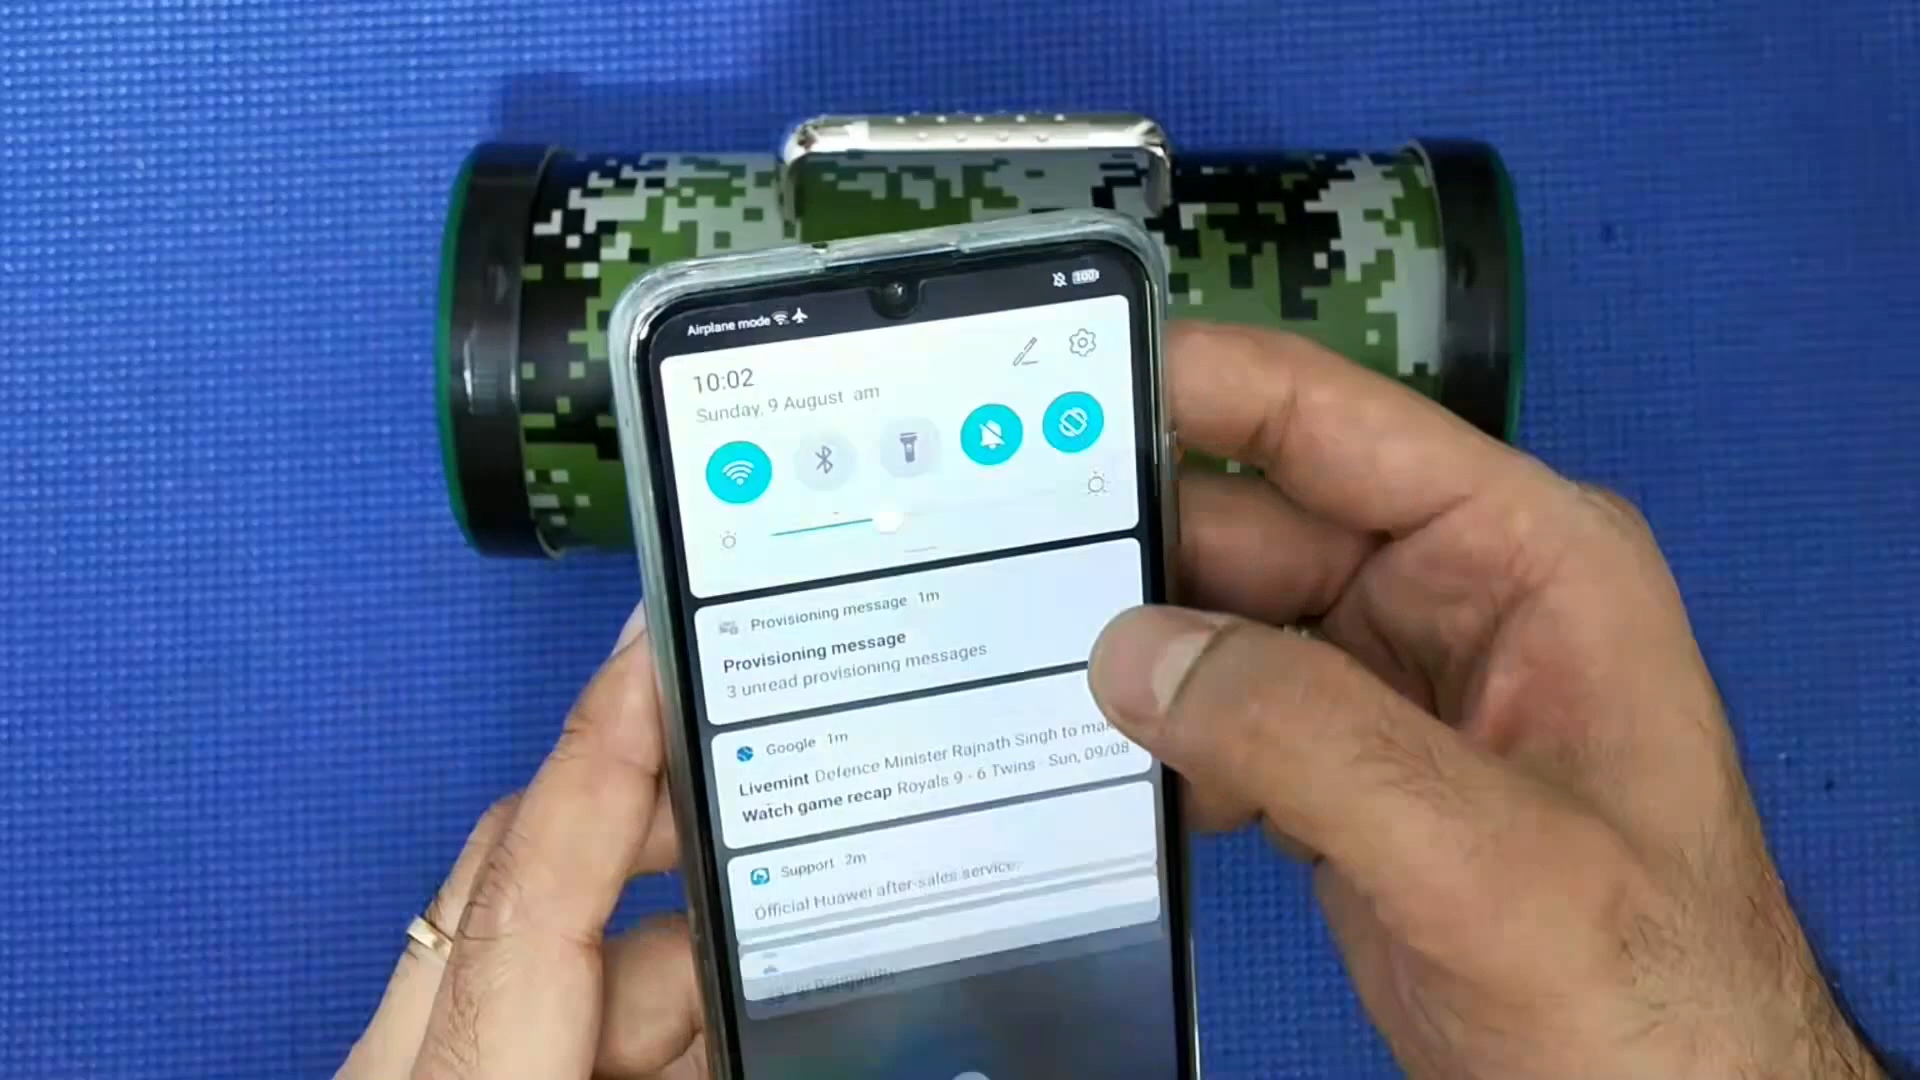 Airplane mode
100
10:02
Sunday, 9 August am
Provisioning message 1m
Provisioning message
3 unread provisioning messages
Google 1m
Livemint Defence Minister Rajnath Singh to mak
Watch game recap Royals 9 - 6 Twins · Sun, 09/08
Support 2m
Official Huawei after-sales service.